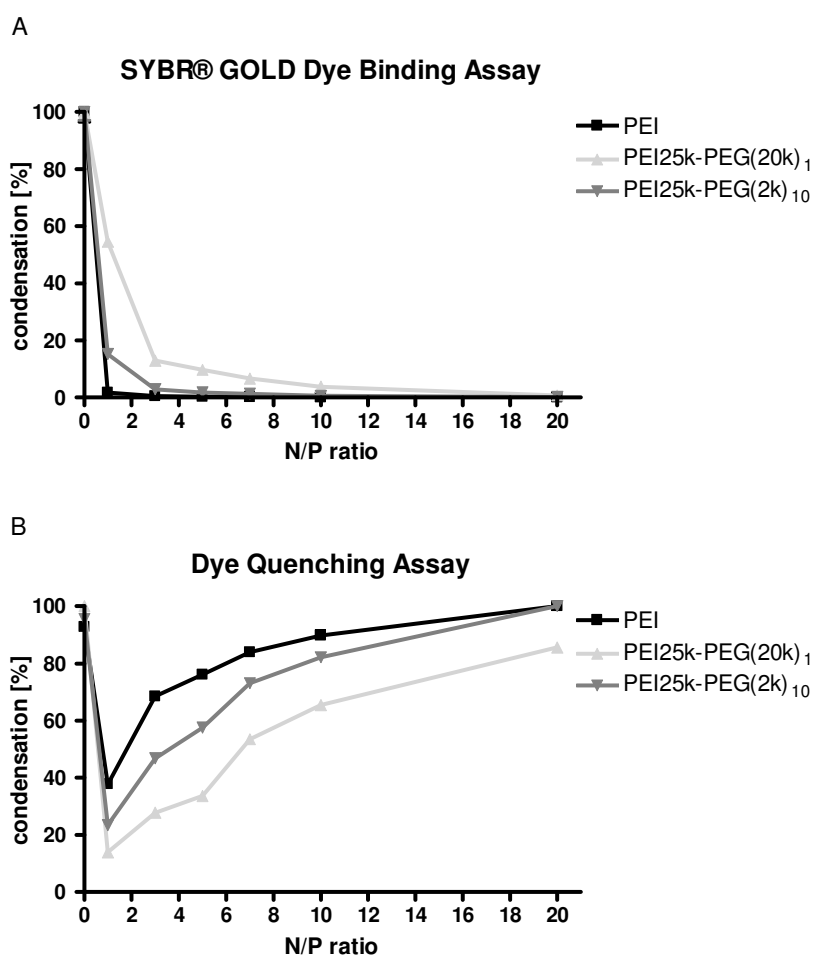 A
SYBR® GOLD Dye Binding Assay
100
80
60
40
20
0
condensation [%]
0 2 4 6 8 10 12 14 16 18 20
N/P ratio
PEI
PEI25k-PEG(20k)1
PEI25k-PEG(2k)10
B
Dye Quenching Assay
100
80
60
40
20
0
condensation [%]
0 2 4 6 8 10 12 14 16 18 20
N/P ratio
PEI
PEI25k-PEG(20k)1
PEI25k-PEG(2k)10